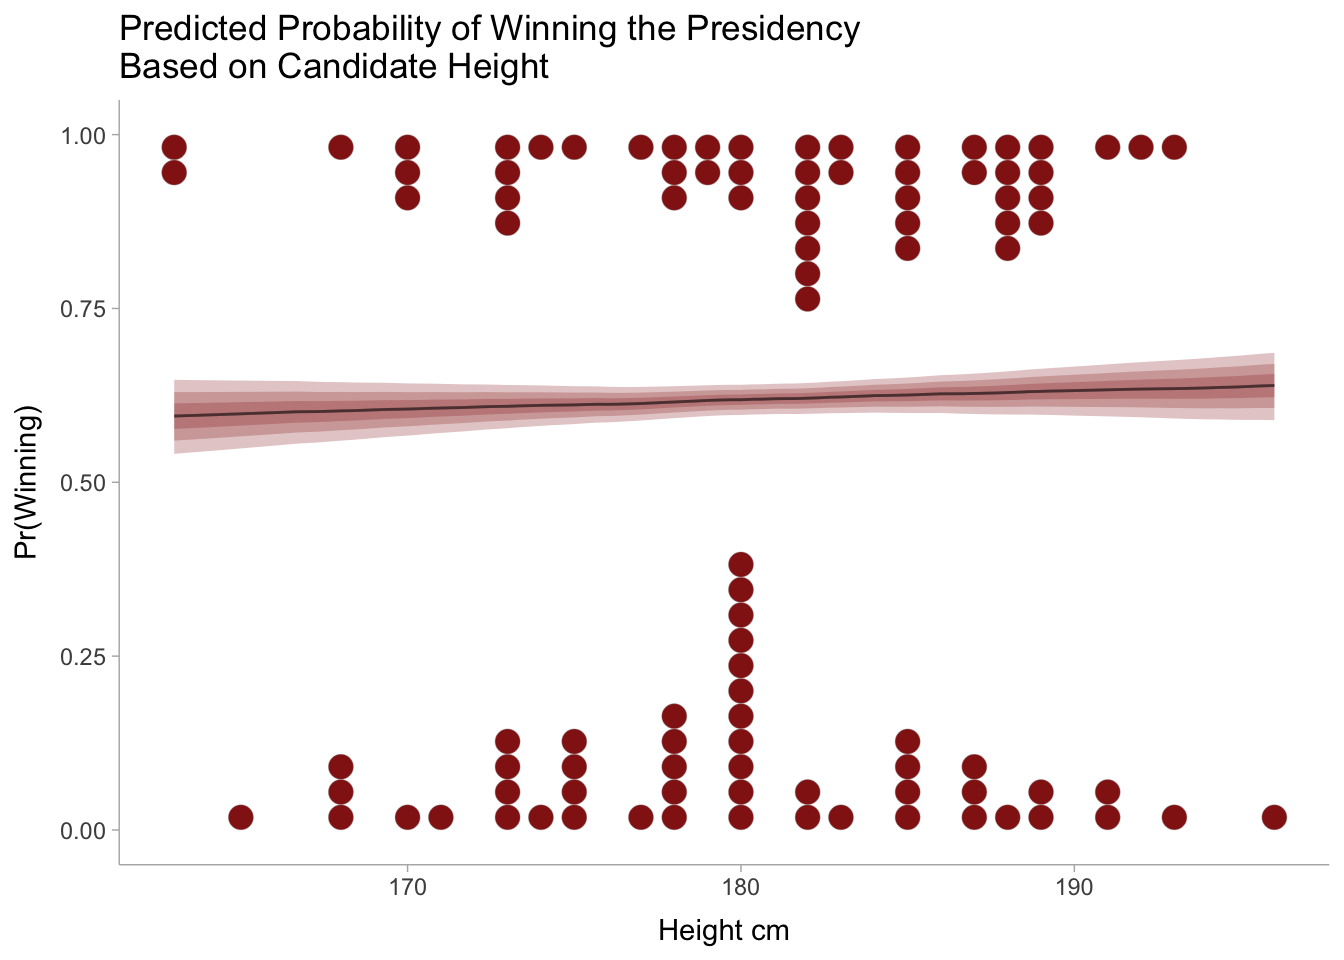 Predicted Probability of Winning the Presidency
Based on Candidate Height
1.00
0.75
0.50
0.25
0.00
Pr(Winning)
170 180 190
Height cm